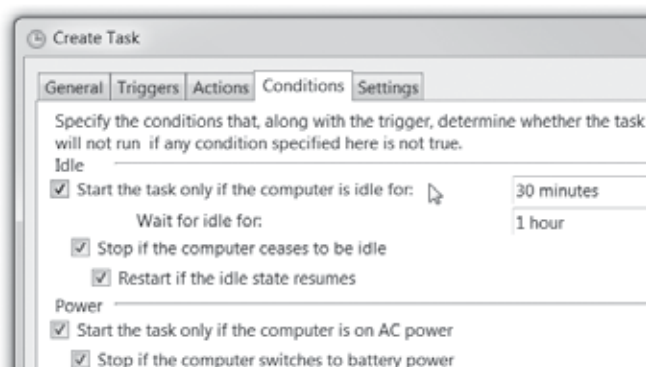 Create Task
General Triggers Actions Conditions Settings
Specify the conditions that, along with the trigger, determine whether the task
will not run if any condition specified here is not true.
Idle
Start the task only if the computer is idle for: 30 minutes
Wait for idle for: 1 hour
Stop if the computer ceases to be idle
Restart if the idle state resumes
Power
Start the task only if the computer is on AC power
Stop if the computer switches to battery power